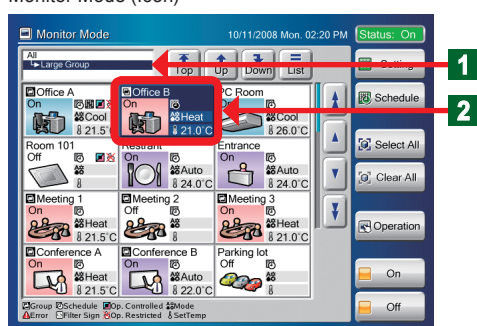 Monitor Mode (Icon)
Monitor Mode 10/11/2008 Mon. 02:20 PM Status: On
All
Large Group
Top Up Down List
Setting
1
Office A Office B PC Room
On On
Cool Heat Cool
21.5°C 21.0°C 26.0°C
Schedule
2
Room 101 Entrance
Off On On
Auto Auto
24.0°C 24.0°C
Select All
Clear All
Meeting 1 Meeting 2 Meeting 3
On Off On
Heat Heat
21.5°C 21.0°C
Operation
Conference A Conference B Parking lot
On On Off
Heat Auto
21.5°C 22.0°C
On
Off
Group Schedule Op. Controlled Mode
Error Filter Sign Op. Restricted SetTemp